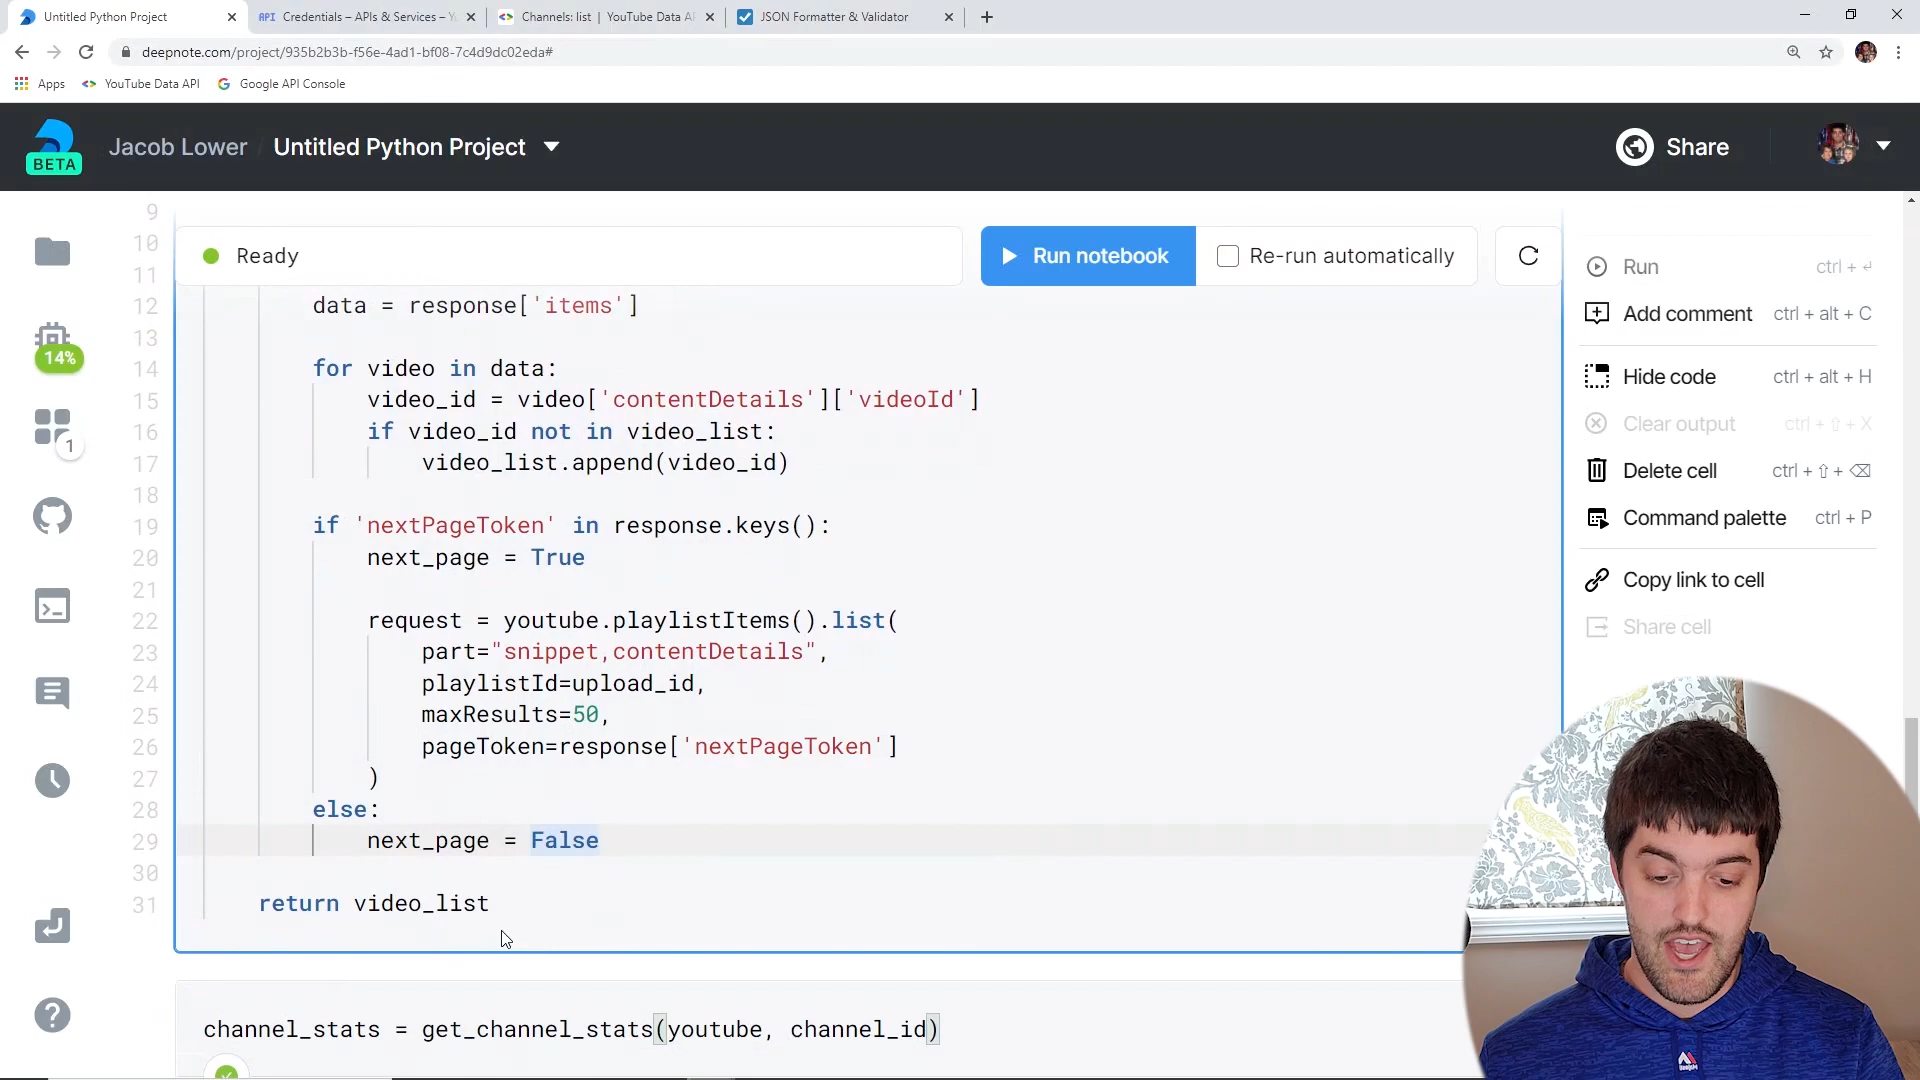 Untitled Python Project
API Credentials – APIs & Services – Y
<> Channels: list | YouTube Data A
JSON Formatter & Validator
deepnote.com/project/935b2b3b-f56e-4ad1-bf08-7c4d9dc02eda#
Apps
<> YouTube Data API
Google API Console
BETA
Jacob Lower / Untitled Python Project
Share
Ready
Run notebook
Re-run automatically
14%
1
9
10
11
12 data = response['items']
13
14 for video in data:
15 video_id = video['contentDetails']['videoId']
16 if video_id not in video_list:
17 video_list.append(video_id)
18
19 if 'nextPageToken' in response.keys():
20 next_page = True
21
22 request = youtube.playlistItems().list(
23 part="snippet,contentDetails",
24 playlistId=upload_id,
25 maxResults=50,
26 pageToken=response['nextPageToken']
27 )
28 else:
29 next_page = False
30
31 return video_list
channel_stats = get_channel_stats(youtube, channel_id)
Run ctrl + ↵
Add comment ctrl + alt + C
Hide code ctrl + alt + H
Clear output ctrl + ⇧ + X
Delete cell ctrl + ⇧ + ⌫
Command palette ctrl + P
Copy link to cell
Share cell